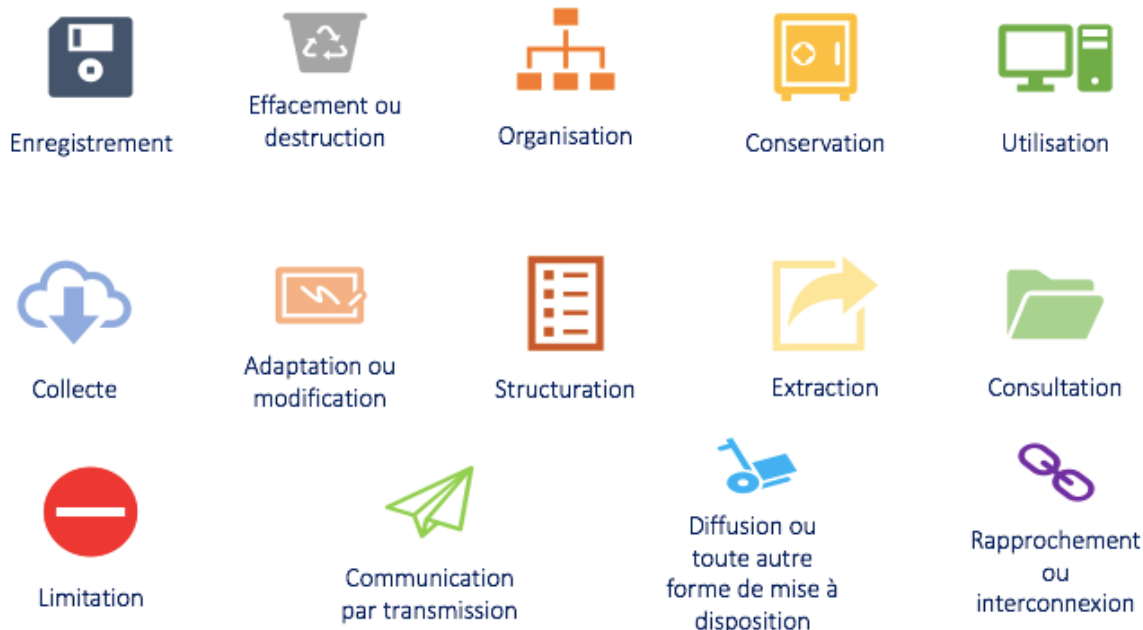 Enregistrement
Effacement ou
destruction
Organisation
Conservation
Utilisation
Collecte
Adaptation ou
modification
Structuration
Extraction
Consultation
Limitation
Communication
par transmission
Diffusion ou
toute autre
forme de mise à
disposition
Rapprochement
ou
interconnexion